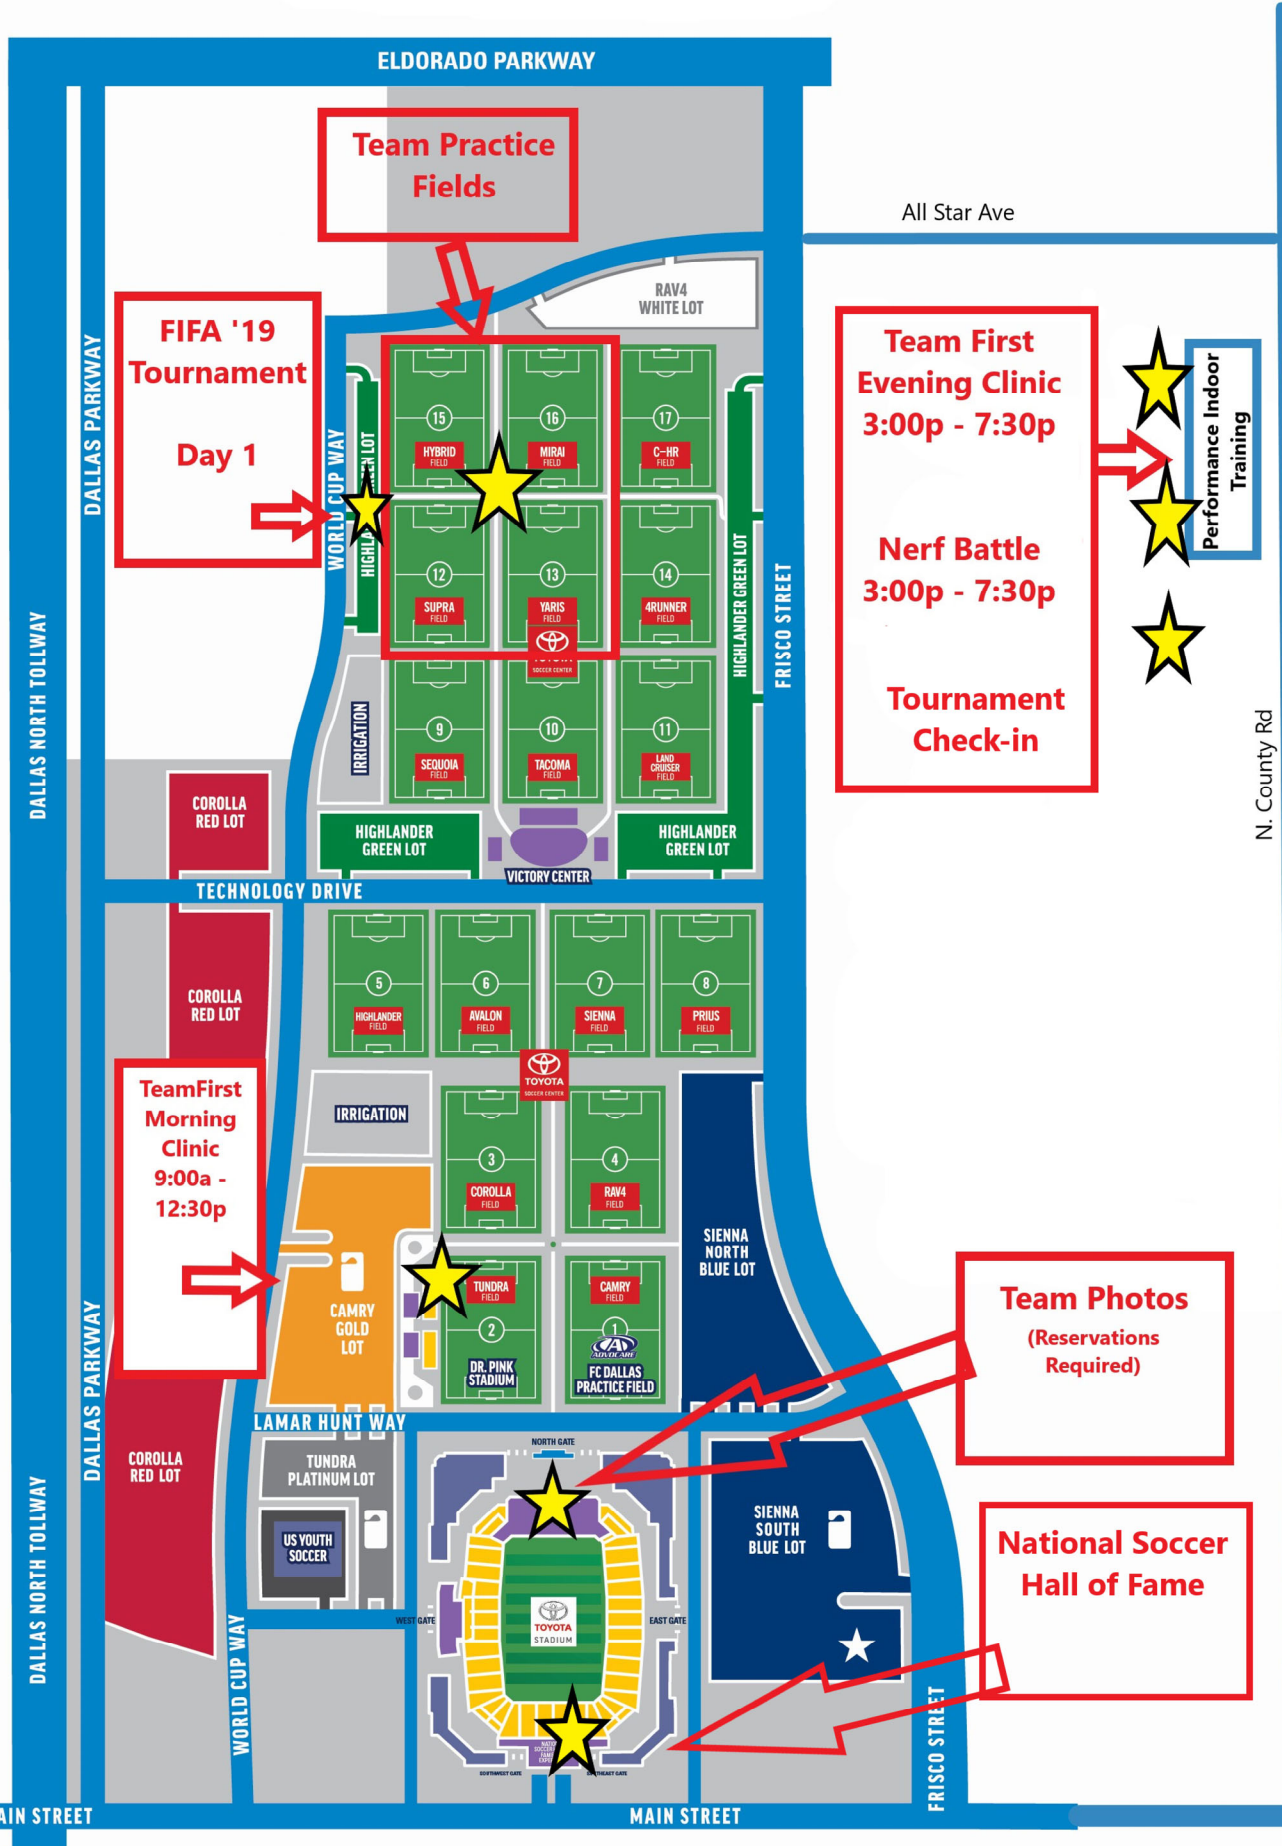 ELDORADO PARKWAY
Team Practice
Fields
All Star Ave
RAV4
WHITE LOT
FIFA '19
Tournament
Day 1
DALLAS PARKWAY
WORLD CUP WAY
15
HYBRID
FIELD
16
MIRAI
FIELD
17
C-HR
FIELD
12
SUPRA
FIELD
13
YARIS
FIELD
14
4RUNNER
FIELD
HIGHLANDER GREEN LOT
FRISCO STREET
Team First
Evening Clinic
3:00p - 7:30p
Nerf Battle
3:00p - 7:30p
Tournament
Check-in
Performance Indoor
Training
N. County Rd
DALLAS NORTH TOLLWAY
SOCCER CENTER
IRRIGATION
9
SEQUOIA
FIELD
10
TACOMA
FIELD
11
LAND
CRUISER
FIELD
COROLLA
RED LOT
HIGHLANDER
GREEN LOT
HIGHLANDER
GREEN LOT
VICTORY CENTER
TECHNOLOGY DRIVE
COROLLA
RED LOT
5
HIGHLANDER
FIELD
6
AVALON
FIELD
7
SIENNA
FIELD
8
PRIUS
FIELD
TOYOTA
SOCCER CENTER
TeamFirst
Morning
Clinic
9:00a -
12:30p
IRRIGATION
3
COROLLA
FIELD
4
RAV4
FIELD
SIENNA
NORTH
BLUE LOT
CAMRY
GOLD
LOT
TUNDRA
FIELD
2
DR. PINK
STADIUM
CAMRY
FIELD
1
ADVOCARE
FC DALLAS
PRACTICE FIELD
Team Photos
(Reservations
Required)
DALLAS PARKWAY
LAMAR HUNT WAY
COROLLA
RED LOT
TUNDRA
PLATINUM LOT
NORTH GATE
US YOUTH
SOCCER
SIENNA
SOUTH
BLUE LOT
National Soccer
Hall of Fame
DALLAS NORTH TOLLWAY
WORLD CUP WAY
WEST GATE
TOYOTA
STADIUM
EAST GATE
FRISCO STREET
SOUTHWEST GATE
GATE
MAIN STREET